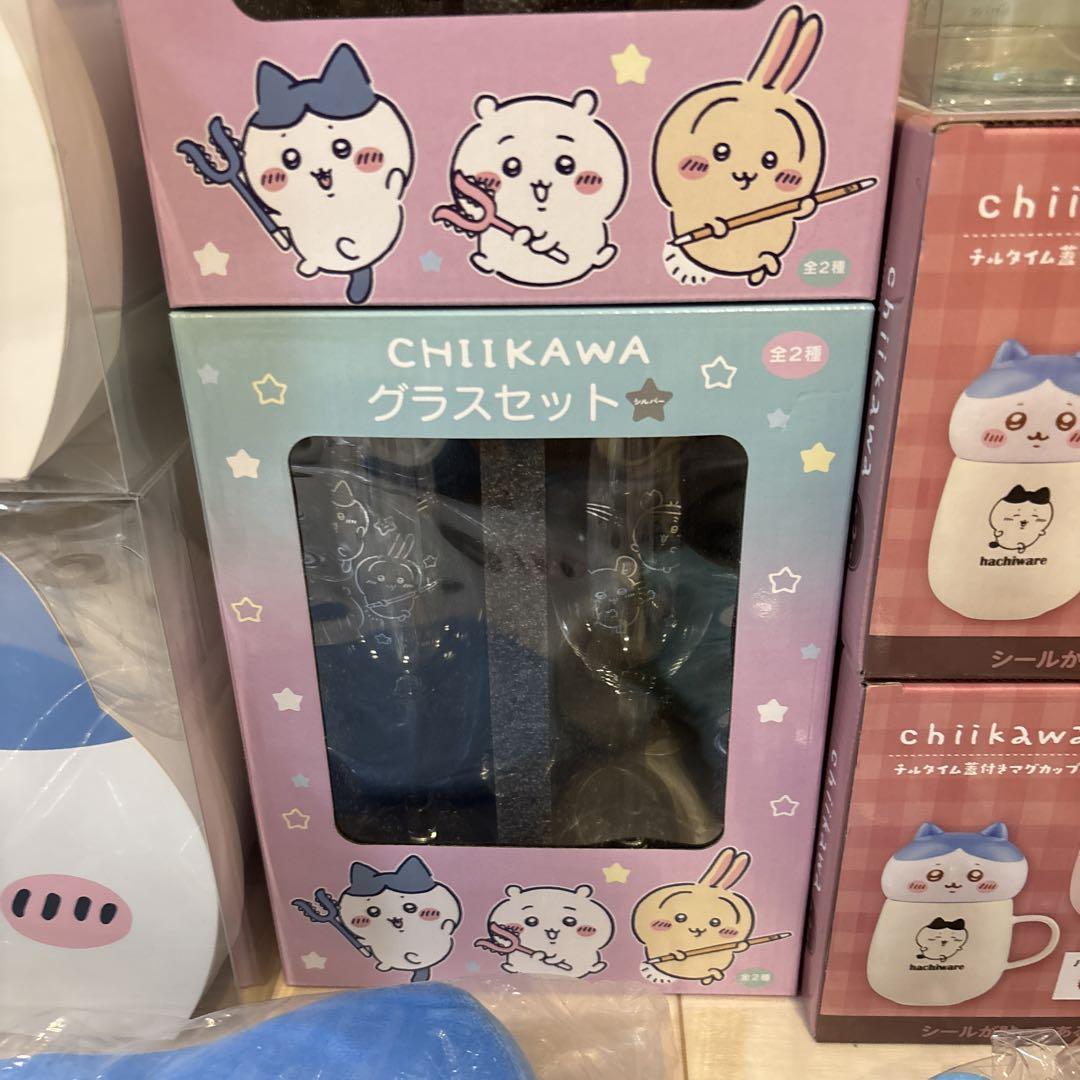 全2種
CHIIKAWA
グラスセット
シルバー
全2種
全2種
chii
チルタイム蓋
chiikawa
hachiware
シールが
chiikawa
チルタイム蓋付きマグカップ
chiikawa
hachiware
シールが